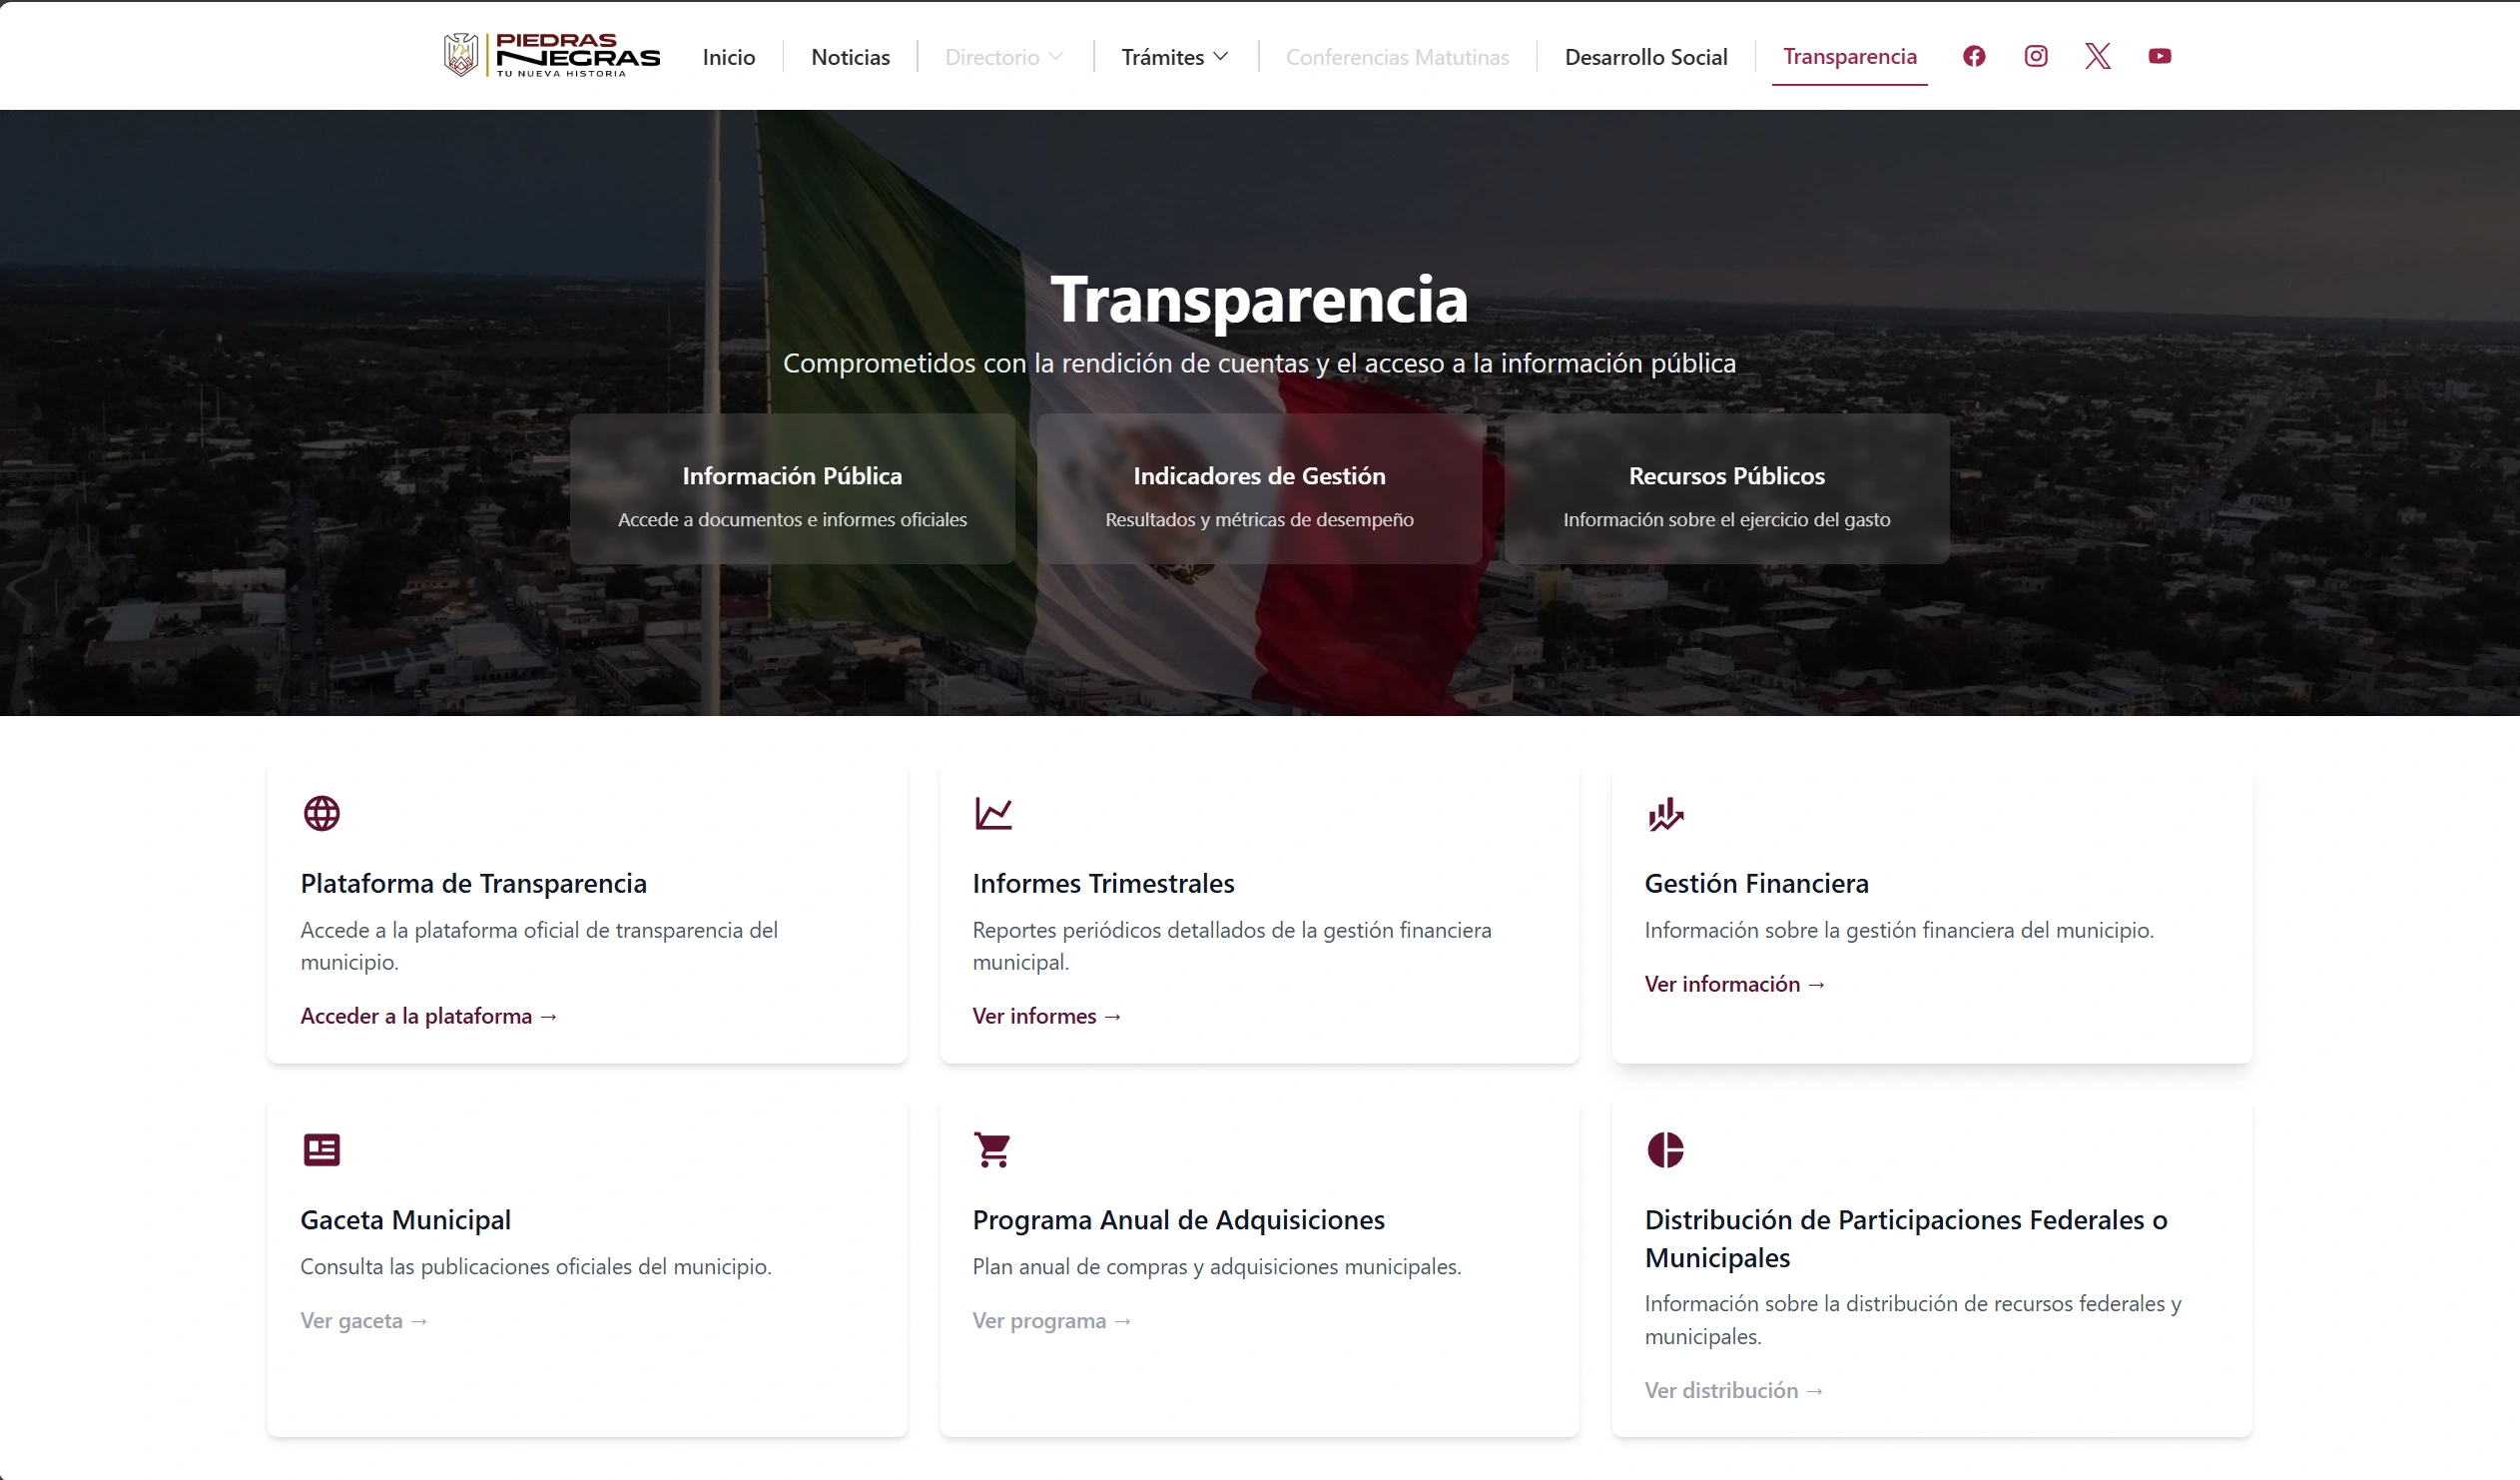 PIEDRAS
NEGRAS
TU NUEVA HISTORIA
Inicio
Noticias
Directorio
Trámites
Conferencias Matutinas
Desarrollo Social
Transparencia
Transparencia
Comprometidos con la rendición de cuentas y el acceso a la información pública
Información Pública
Accede a documentos e informes oficiales
Indicadores de Gestión
Resultados y métricas de desempeño
Recursos Públicos
Información sobre el ejercicio del gasto
Plataforma de Transparencia
Accede a la plataforma oficial de transparencia del
municipio.
Acceder a la plataforma →
Informes Trimestrales
Reportes periódicos detallados de la gestión financiera
municipal.
Ver informes →
Gestión Financiera
Información sobre la gestión financiera del municipio.
Ver información →
Gaceta Municipal
Consulta las publicaciones oficiales del municipio.
Ver gaceta →
Programa Anual de Adquisiciones
Plan anual de compras y adquisiciones municipales.
Ver programa →
Distribución de Participaciones Federales o
Municipales
Información sobre la distribución de recursos federales y
municipales.
Ver distribución →